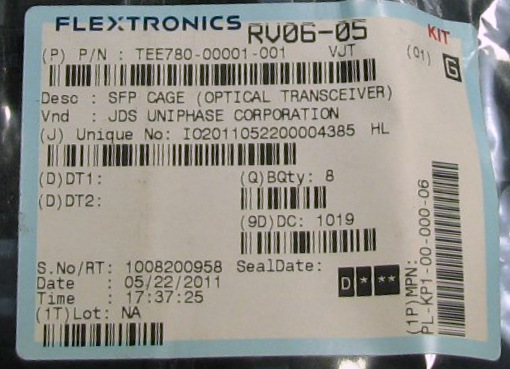 FLEXTRONICS RV06-05 KIT
(P) P/N : TEE780-00001-001 VJT (Q1) G
Desc : SFP CAGE (OPTICAL TRANSCEIVER)
Vnd : JDS UNIPHASE CORPORATION
(J) Unique No: IO2011052200004385 HL
(D)DT1: (Q)BQty: 8
(D)DT2:
(9D)DC: 1019
S.No/RT: 1008200958 SealDate:
Date : 05/22/2011 D * **
Time : 17:37:25
(1T)Lot: NA
(1P)MPN:
PL-KP1-00-000-06